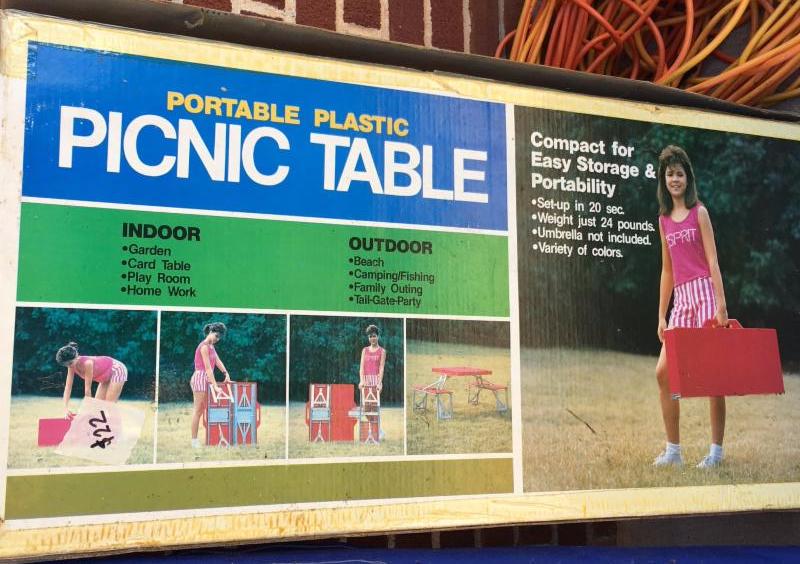 PORTABLE PLASTIC
PICNIC TABLE
INDOOR
•Garden
•Card Table
•Play Room
•Home Work
OUTDOOR
•Beach
•Camping/Fishing
•Family Outing
•Tail-Gate-Party
Compact for
Easy Storage &
Portability
•Set-up in 20 sec.
•Weight just 24 pounds.
•Umbrella not included.
•Variety of colors.
ESPRIT
$22